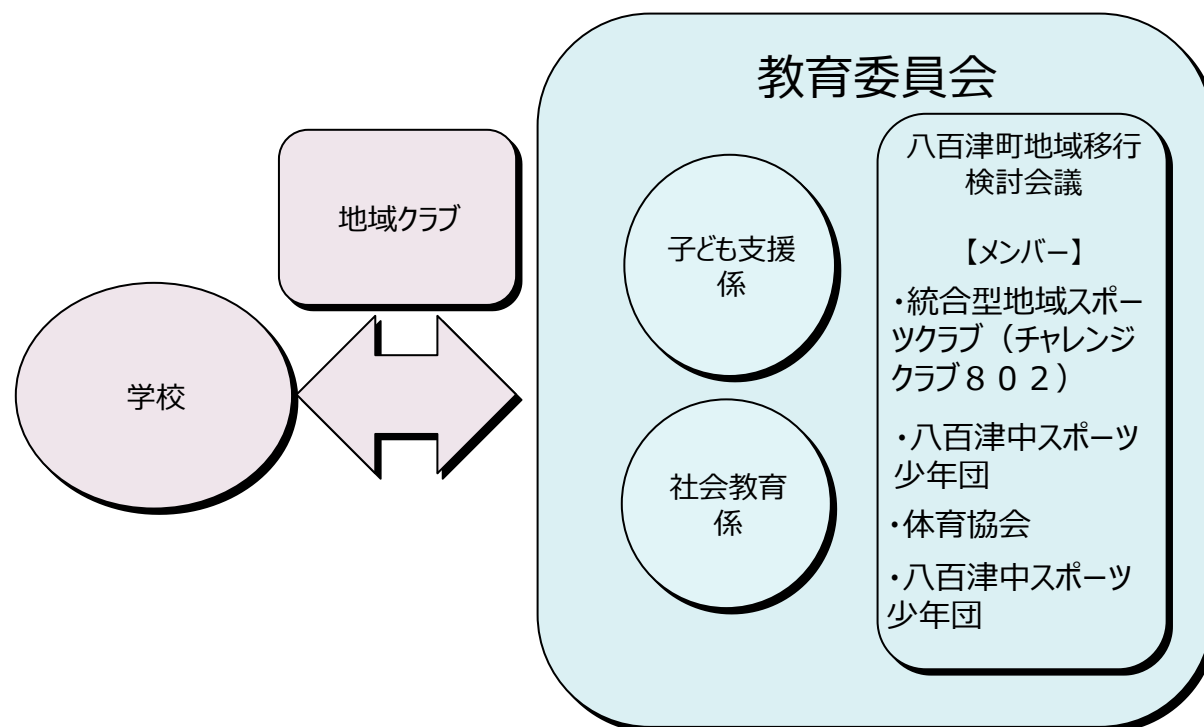 教育委員会
八百津町地域移行
検討会議
地域クラブ
子ども支援
係
【メンバー】
・統合型地域スポー
ツクラブ（チャレンジ
クラブ８０２）
学校
・八百津中スポーツ
少年団
社会教育
係
・体育協会
・八百津中スポーツ
少年団